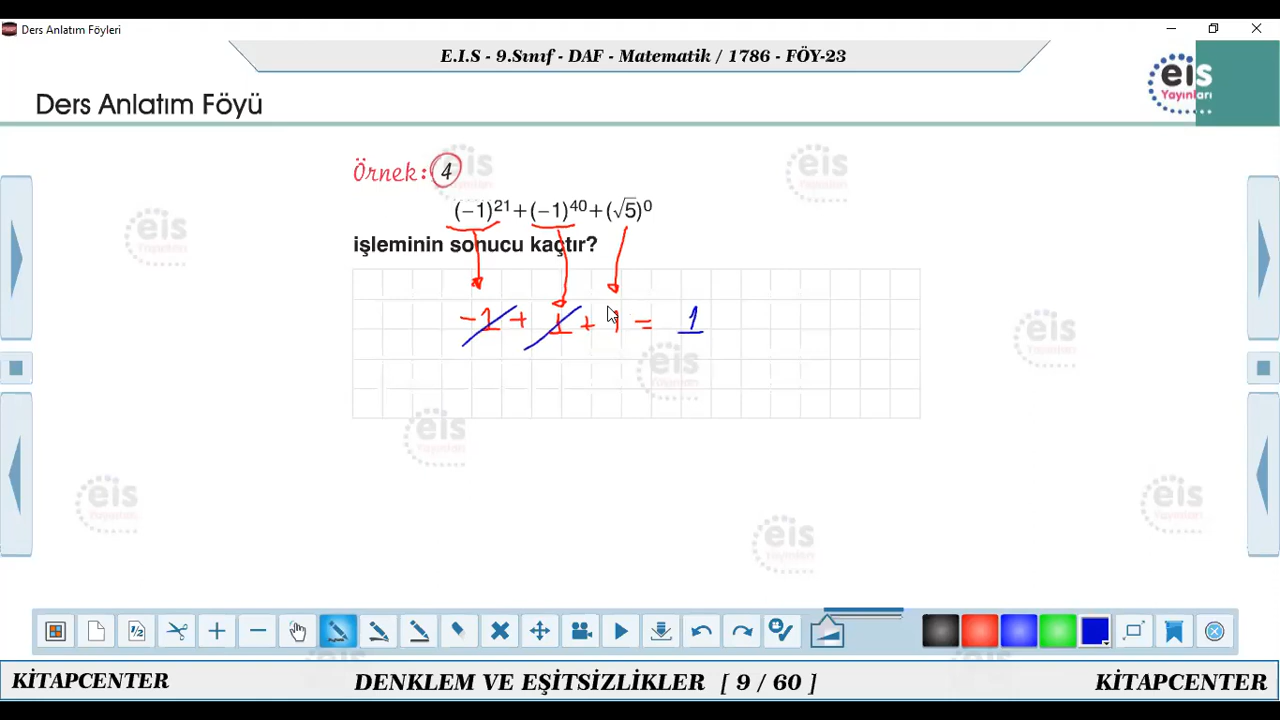 Ders Anlatım Föyleri
E.I.S - 9.Sınıf - DAF - Matematik / 1786 - FÖY-23
eis
Yayınları
Ders Anlatım Föyü
Örnek: 4
(−1)²¹+(−1)⁴⁰+(√5)⁰
işleminin sonucu kaçtır?
-1 + 1 + 1 = 1
KİTAPCENTER
DENKLEM VE EŞİTSİZLİKLER [ 9 / 60 ]
KİTAPCENTER